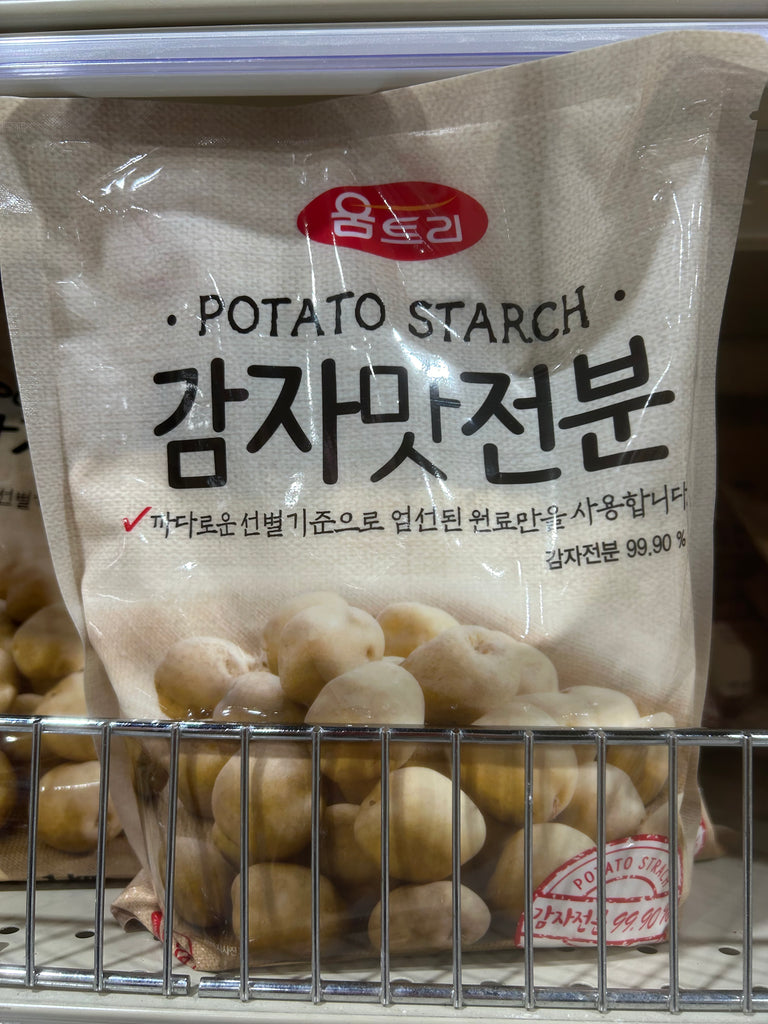 움트리
· POTATO STARCH ·
감자맛전분
✓까다로운 선별기준으로 엄선된 원료만을 사용합니다
감자전분 99.90 %
POTATO STRACH
감자전분 99.90%